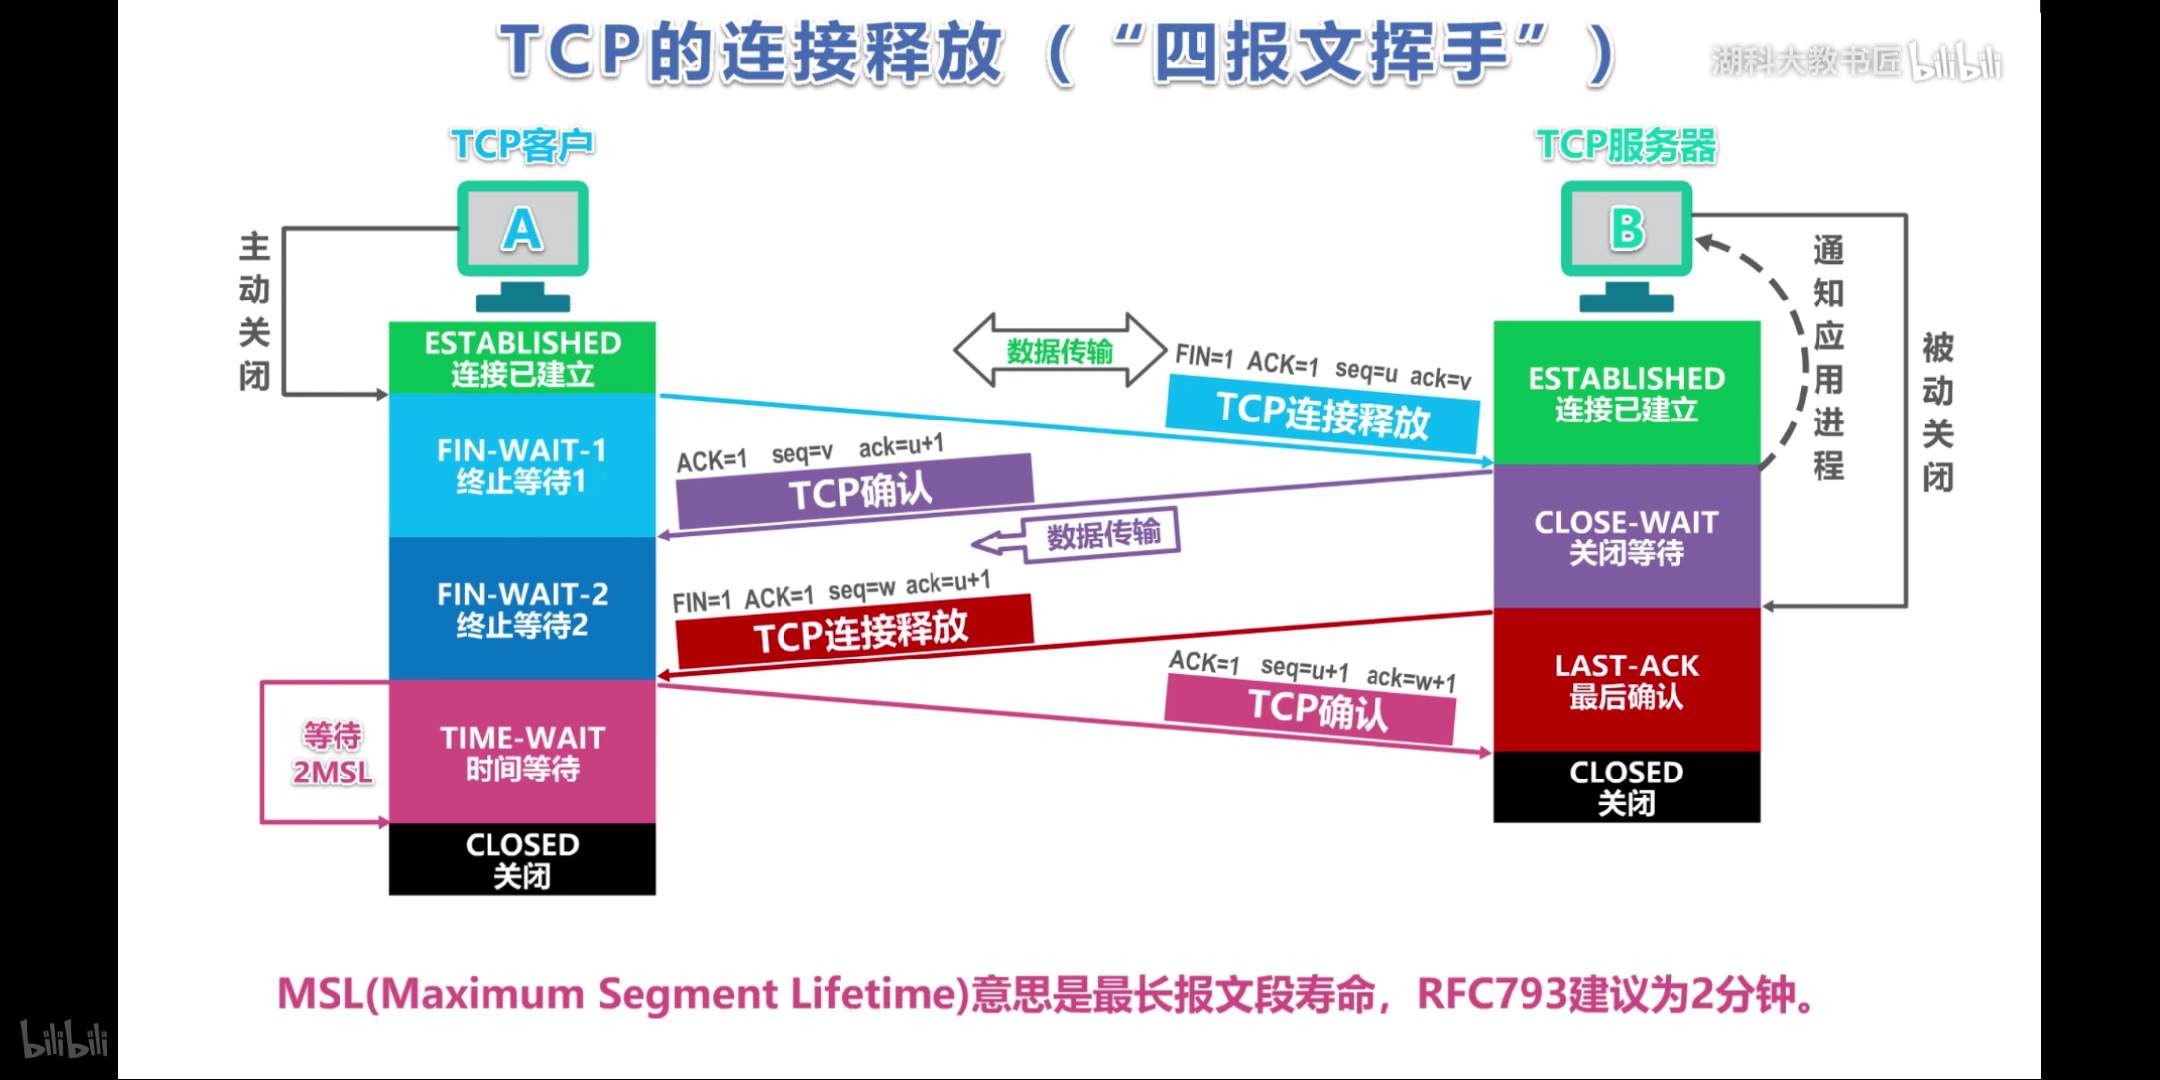 TCP的连接释放（“四报文挥手”）
湖科大教书匠 bilibili
TCP客户
TCP服务器
A
B
主动关闭
通知应用进程
被动关闭
ESTABLISHED
连接已建立
数据传输
FIN=1 ACK=1 seq=u ack=v
TCP连接释放
ESTABLISHED
连接已建立
FIN-WAIT-1
终止等待1
ACK=1 seq=v ack=u+1
TCP确认
数据传输
CLOSE-WAIT
关闭等待
FIN-WAIT-2
终止等待2
FIN=1 ACK=1 seq=w ack=u+1
TCP连接释放
ACK=1 seq=u+1 ack=w+1
TCP确认
LAST-ACK
最后确认
等待
2MSL
TIME-WAIT
时间等待
CLOSED
关闭
CLOSED
关闭
MSL(Maximum Segment Lifetime)意思是最长报文段寿命，RFC793建议为2分钟。
bilibili